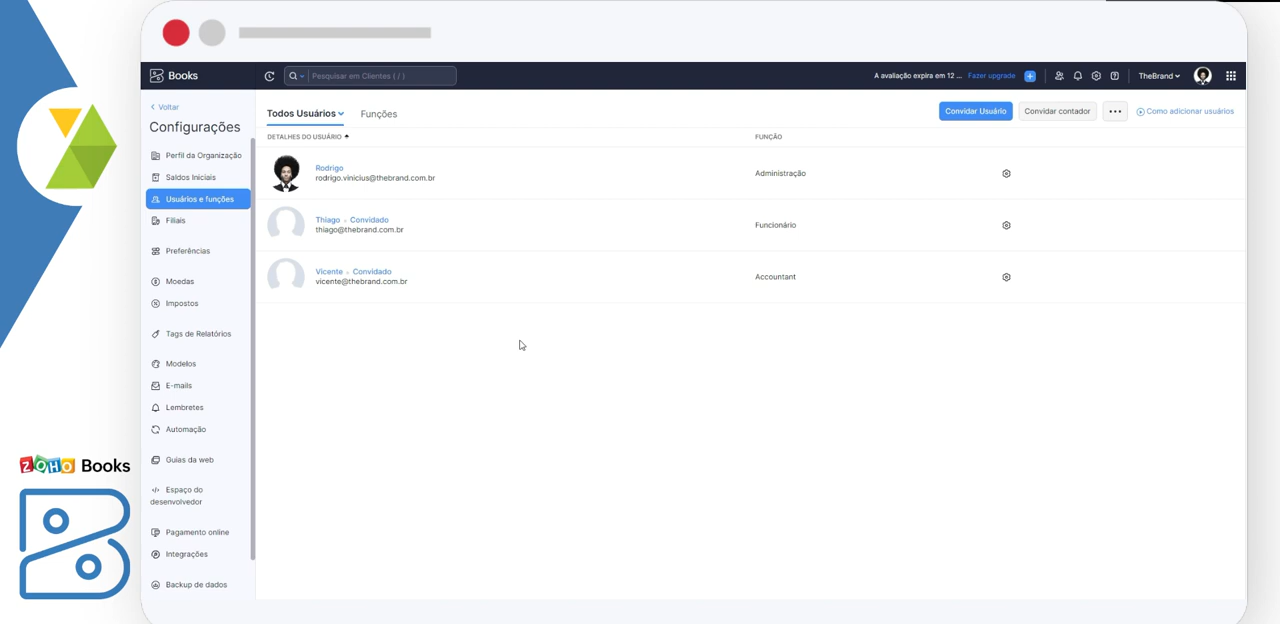 Books
Pesquisar em Clientes ( / )
A avaliação expira em 12 ... Fazer upgrade
TheBrand
Voltar
Configurações
Perfil da Organização
Saldos Iniciais
Usuários e funções
Filiais
Preferências
Moedas
Impostos
Tags de Relatórios
Modelos
E-mails
Lembretes
Automação
Guias da web
Espaço do
desenvolvedor
Pagamento online
Integrações
Backup de dados
Todos Usuários
Funções
Convidar Usuário
Convidar contador
Como adicionar usuários
DETALHES DO USUÁRIO
FUNÇÃO
Rodrigo
rodrigo.vinicius@thebrand.com.br
Administração
Thiago Convidado
thiago@thebrand.com.br
Funcionário
Vicente Convidado
vicente@thebrand.com.br
Accountant
ZOHO Books